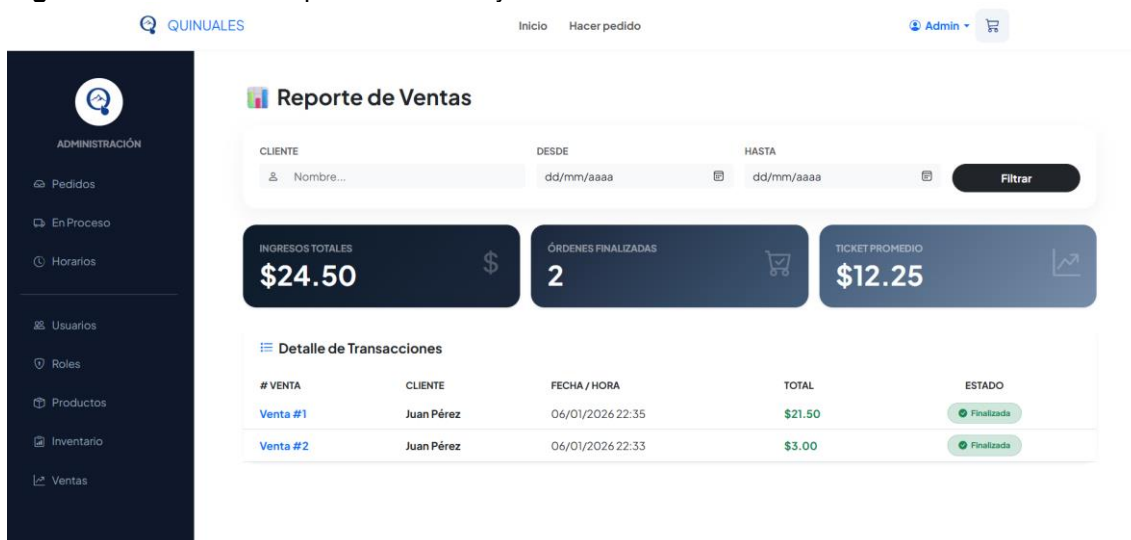 QUINUALES
Inicio
Hacer pedido
Admin
ADMINISTRACIÓN
Pedidos
En Proceso
Horarios
Usuarios
Roles
Productos
Inventario
Ventas
Reporte de Ventas
CLIENTE
Nombre...
DESDE
dd/mm/aaaa
HASTA
dd/mm/aaaa
Filtrar
INGRESOS TOTALES
$24.50
$
ÓRDENES FINALIZADAS
2
TICKET PROMEDIO
$12.25
Detalle de Transacciones
# VENTA CLIENTE FECHA / HORA TOTAL ESTADO
Venta #1 Juan Pérez 06/01/2026 22:35 $21.50 Finalizada
Venta #2 Juan Pérez 06/01/2026 22:33 $3.00 Finalizada